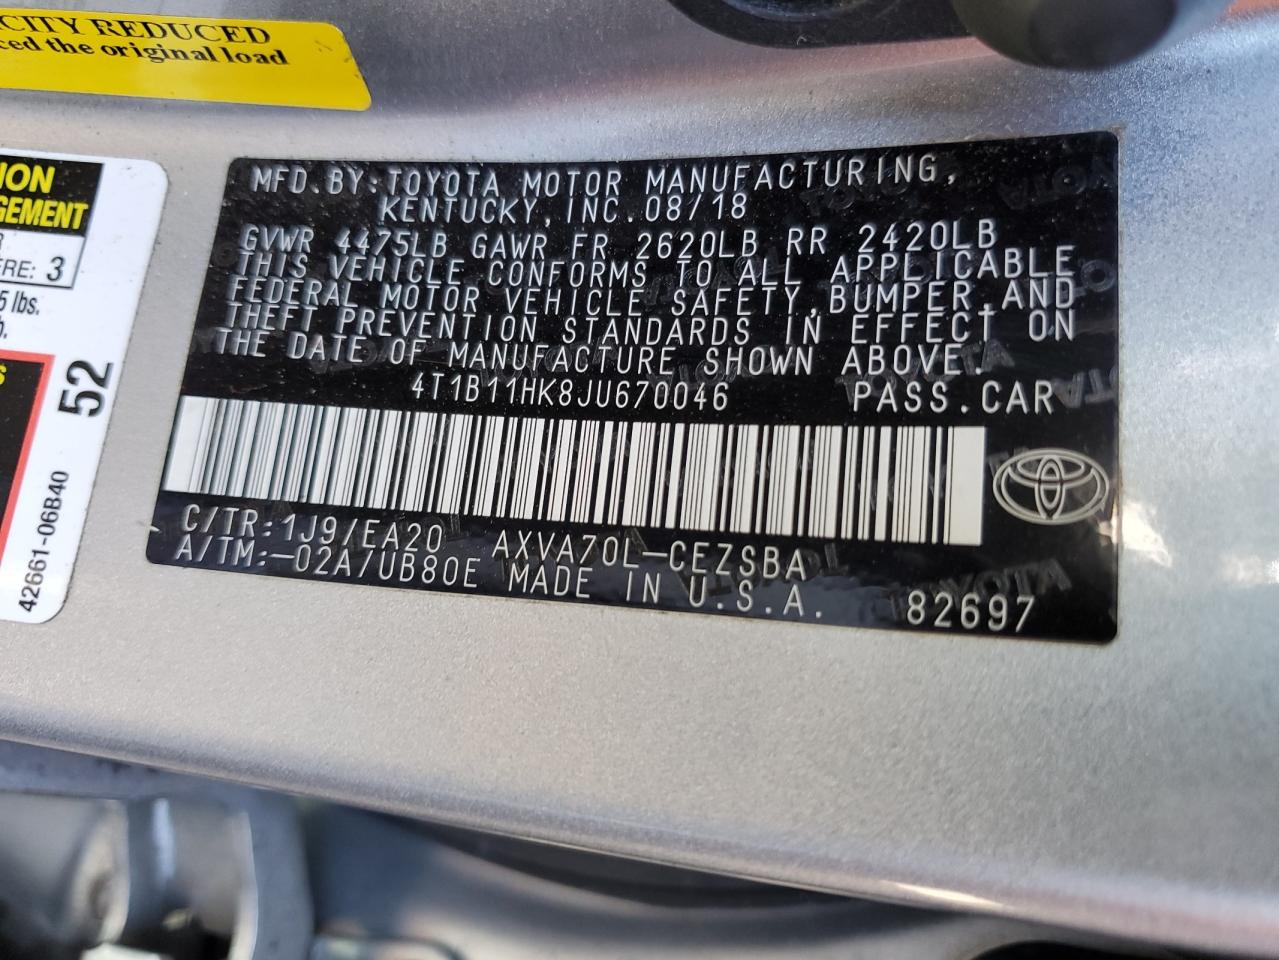 CITY REDUCED
ced the original load
ION
GEMENT
ERE: 3
5 lbs.
b.
52
42661-06B40
MFD. BY: TOYOTA MOTOR MANUFACTURING,
KENTUCKY, INC. 08/18
GVWR 4475LB GAWR FR 2620LB RR 2420LB
THIS VEHICLE CONFORMS TO ALL APPLICABLE
FEDERAL MOTOR VEHICLE SAFETY, BUMPER, AND
THEFT PREVENTION STANDARDS IN EFFECT ON
THE DATE OF MANUFACTURE SHOWN ABOVE.
4T1B11HK8JU670046 PASS. CAR
C/TR: 1J9/EA20 AXVA70L-CEZSBA
A/TM: -02A/UB80E MADE IN U.S.A. 82697